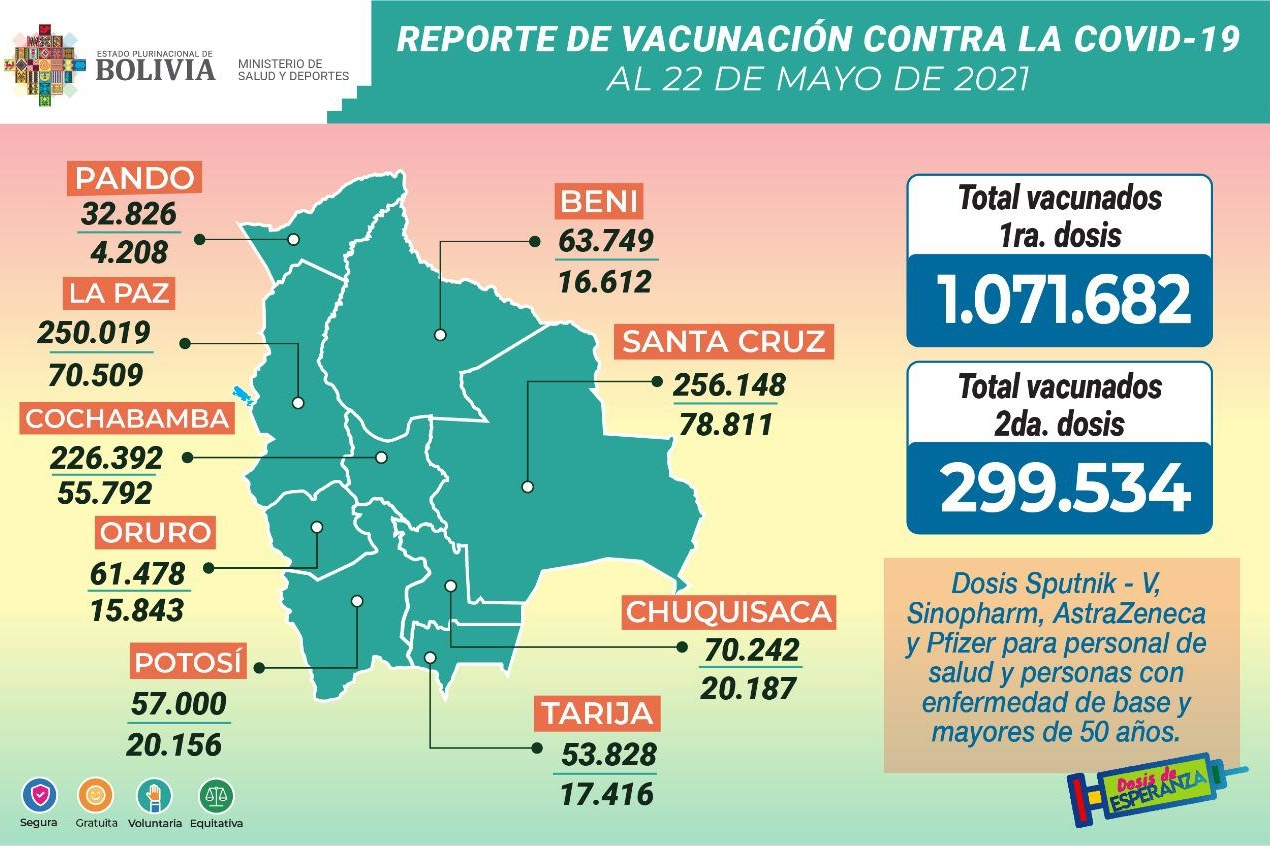 ESTADO PLURINACIONAL DE
BOLIVIA
MINISTERIO DE
SALUD Y DEPORTES
REPORTE DE VACUNACIÓN CONTRA LA COVID-19
AL 22 DE MAYO DE 2021
PANDO
32.826
4.208
LA PAZ
250.019
70.509
COCHABAMBA
226.392
55.792
ORURO
61.478
15.843
POTOSÍ
57.000
20.156
BENI
63.749
16.612
SANTA CRUZ
256.148
78.811
CHUQUISACA
70.242
20.187
TARIJA
53.828
17.416
Total vacunados
1ra. dosis
1.071.682
Total vacunados
2da. dosis
299.534
Dosis Sputnik - V,
Sinopharm, AstraZeneca
y Pfizer para personal de
salud y personas con
enfermedad de base y
mayores de 50 años.
Dosis de
ESPERANZA
Segura
Gratuita
Voluntaria
Equitativa